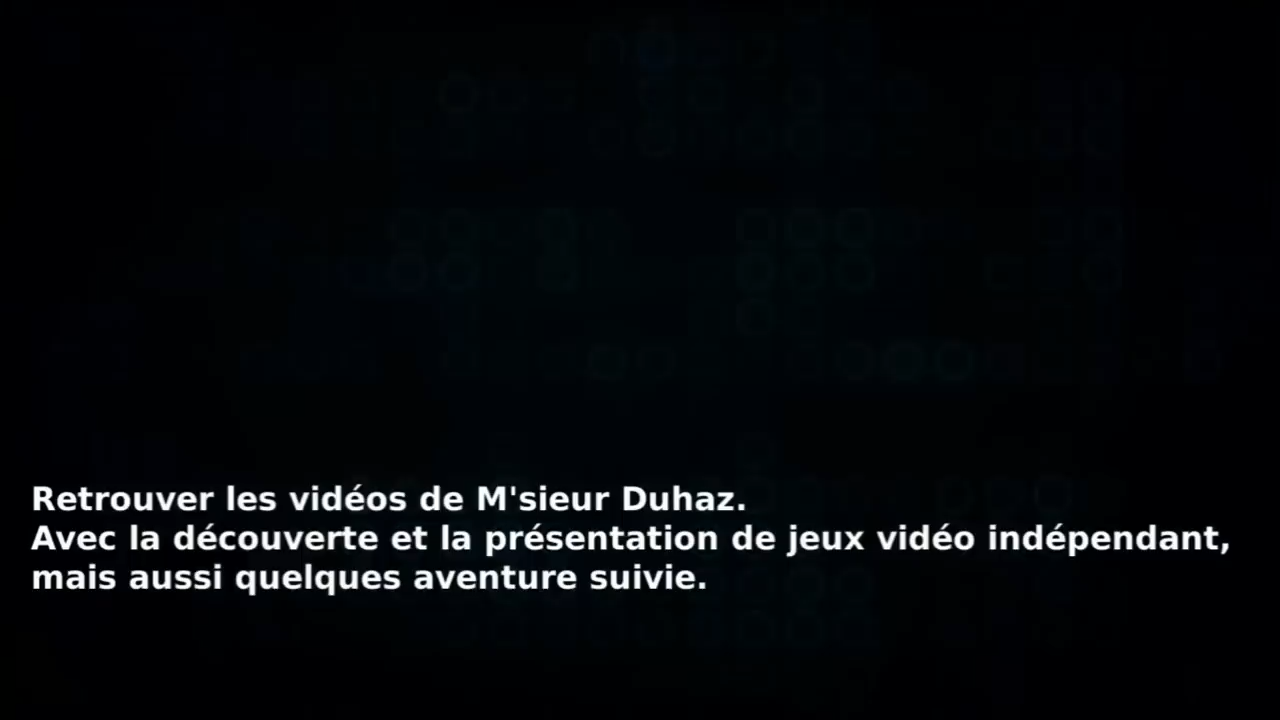 Retrouver les vidéos de M'sieur Duhaz.
Avec la découverte et la présentation de jeux vidéo indépendant,
mais aussi quelques aventure suivie.